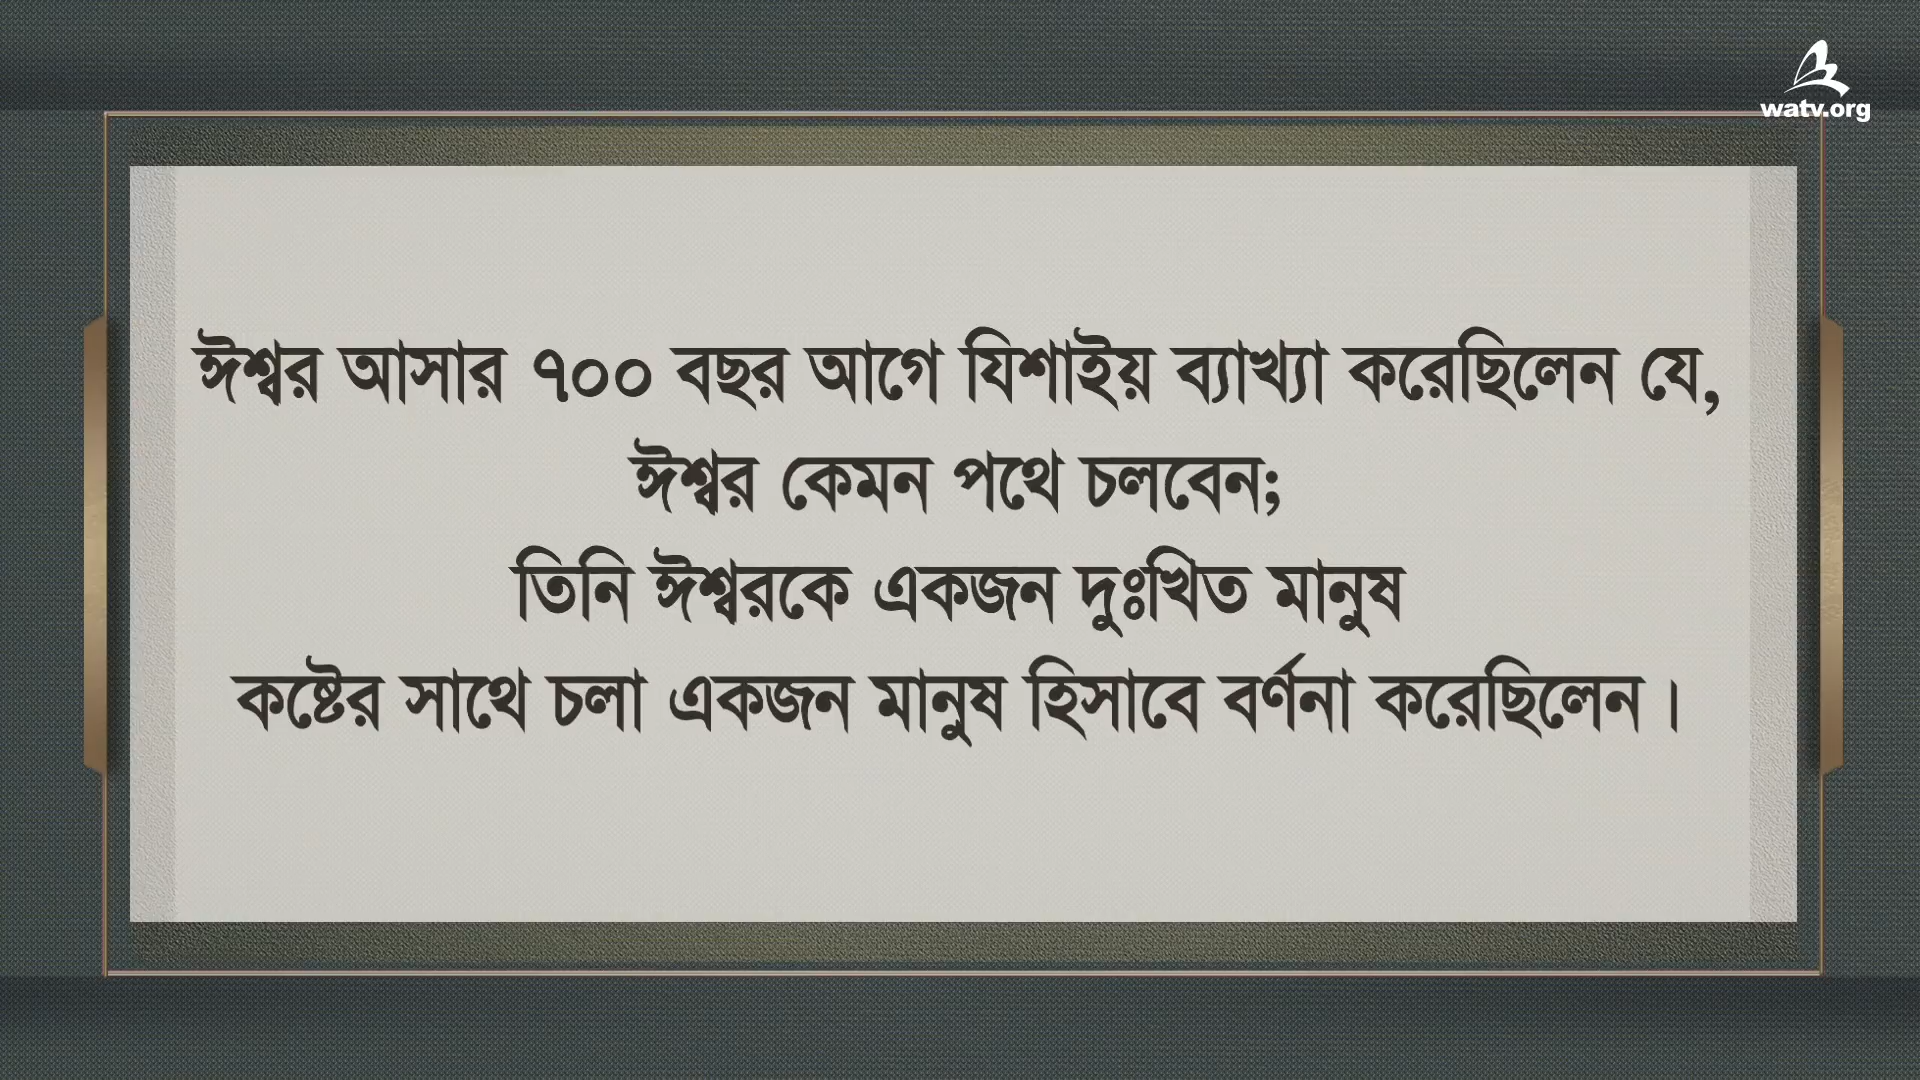 watv.org
ঈশ্বর আসার ৭০০ বছর আগে যিশাইয় ব্যাখ্যা করেছিলেন যে,
ঈশ্বর কেমন পথে চলবেন;
তিনি ঈশ্বরকে একজন দুঃখিত মানুষ
কষ্টের সাথে চলা একজন মানুষ হিসাবে বর্ণনা করেছিলেন।